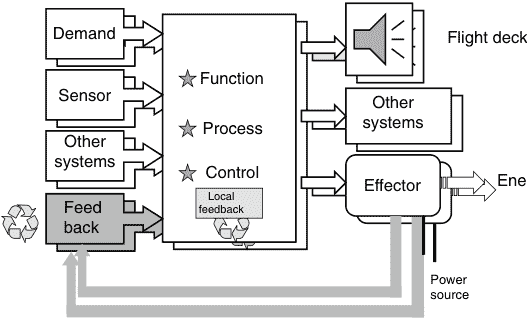 Demand
Sensor
Other
systems
Feed
back
Function
Process
Control
Local
feedback
Flight deck
Other
systems
Effector
Ene
Power
source